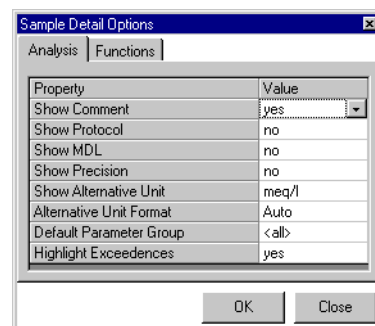 Sample Detail Options
Analysis Functions
Property Value
Show Comment yes
Show Protocol no
Show MDL no
Show Precision no
Show Alternative Unit meq/l
Alternative Unit Format Auto
Default Parameter Group <all>
Highlight Exceedences yes
OK Close